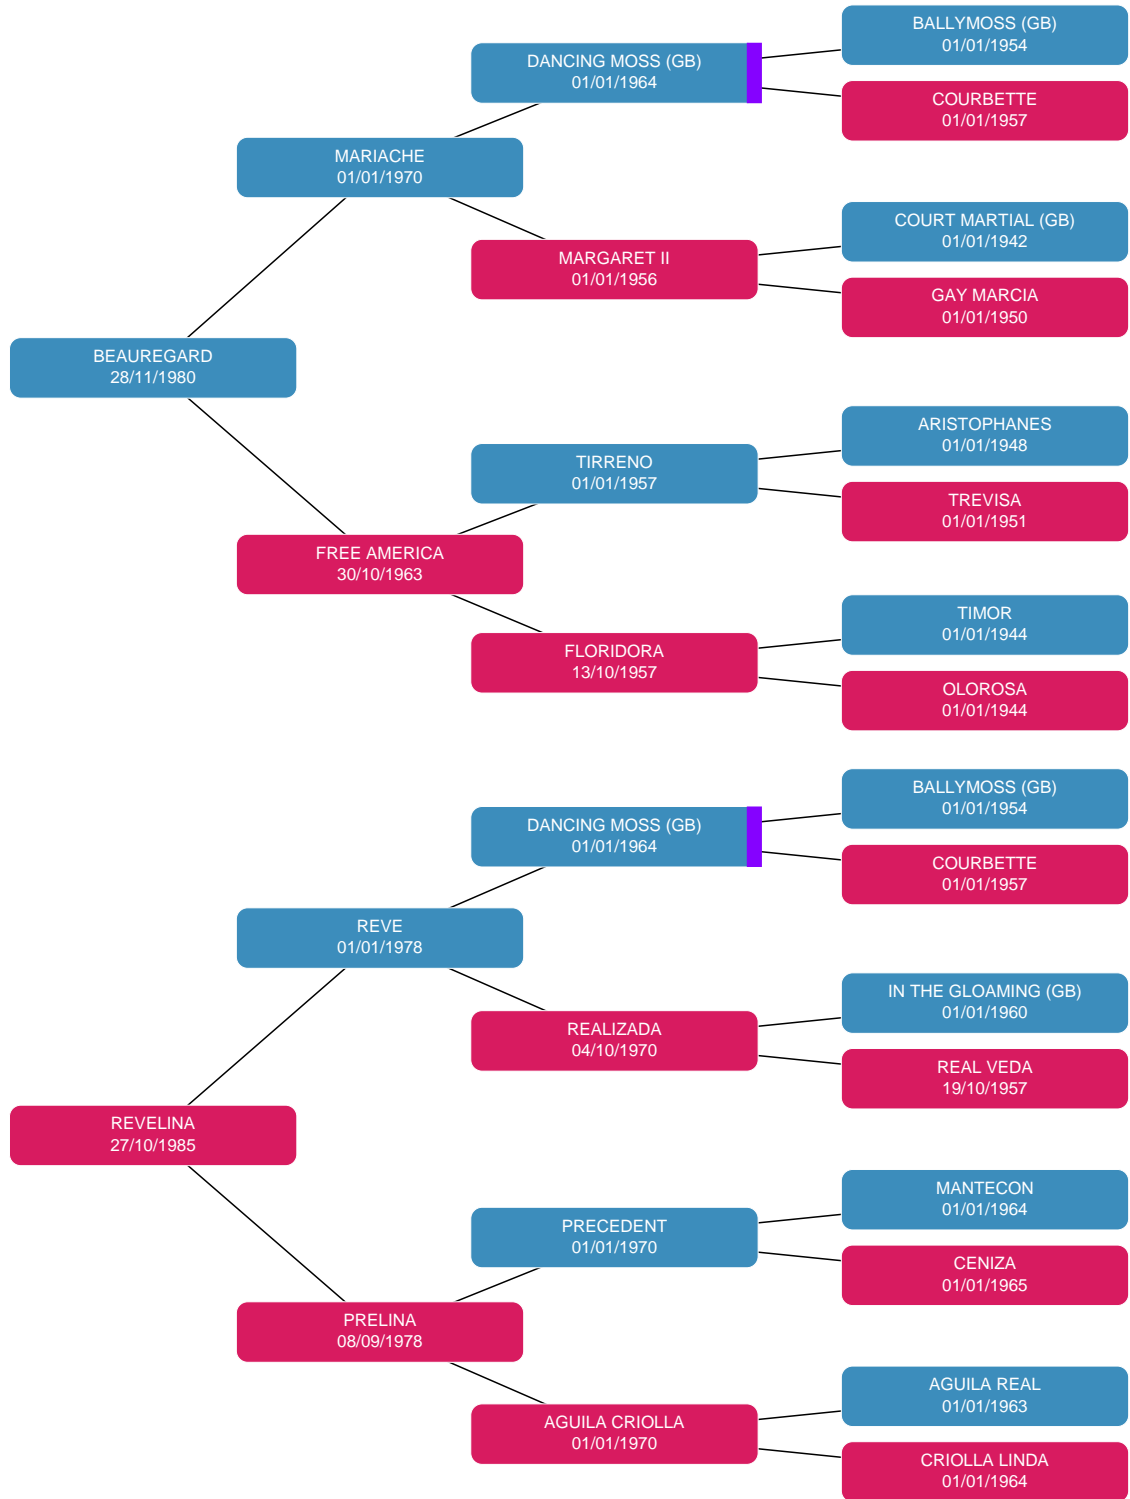 BALLYMOSS (GB)
01/01/1954
DANCING MOSS (GB)
01/01/1964
COURBETTE
01/01/1957
MARIACHE
01/01/1970
COURT MARTIAL (GB)
01/01/1942
MARGARET II
01/01/1956
GAY MARCIA
01/01/1950
BEAUREGARD
28/11/1980
ARISTOPHANES
01/01/1948
TIRRENO
01/01/1957
TREVISA
01/01/1951
FREE AMERICA
30/10/1963
TIMOR
01/01/1944
FLORIDORA
13/10/1957
OLOROSA
01/01/1944
BALLYMOSS (GB)
01/01/1954
DANCING MOSS (GB)
01/01/1964
COURBETTE
01/01/1957
REVE
01/01/1978
IN THE GLOAMING (GB)
01/01/1960
REALIZADA
04/10/1970
REAL VEDA
19/10/1957
REVELINA
27/10/1985
MANTECON
01/01/1964
PRECEDENT
01/01/1970
CENIZA
01/01/1965
PRELINA
08/09/1978
AGUILA REAL
01/01/1963
AGUILA CRIOLLA
01/01/1970
CRIOLLA LINDA
01/01/1964